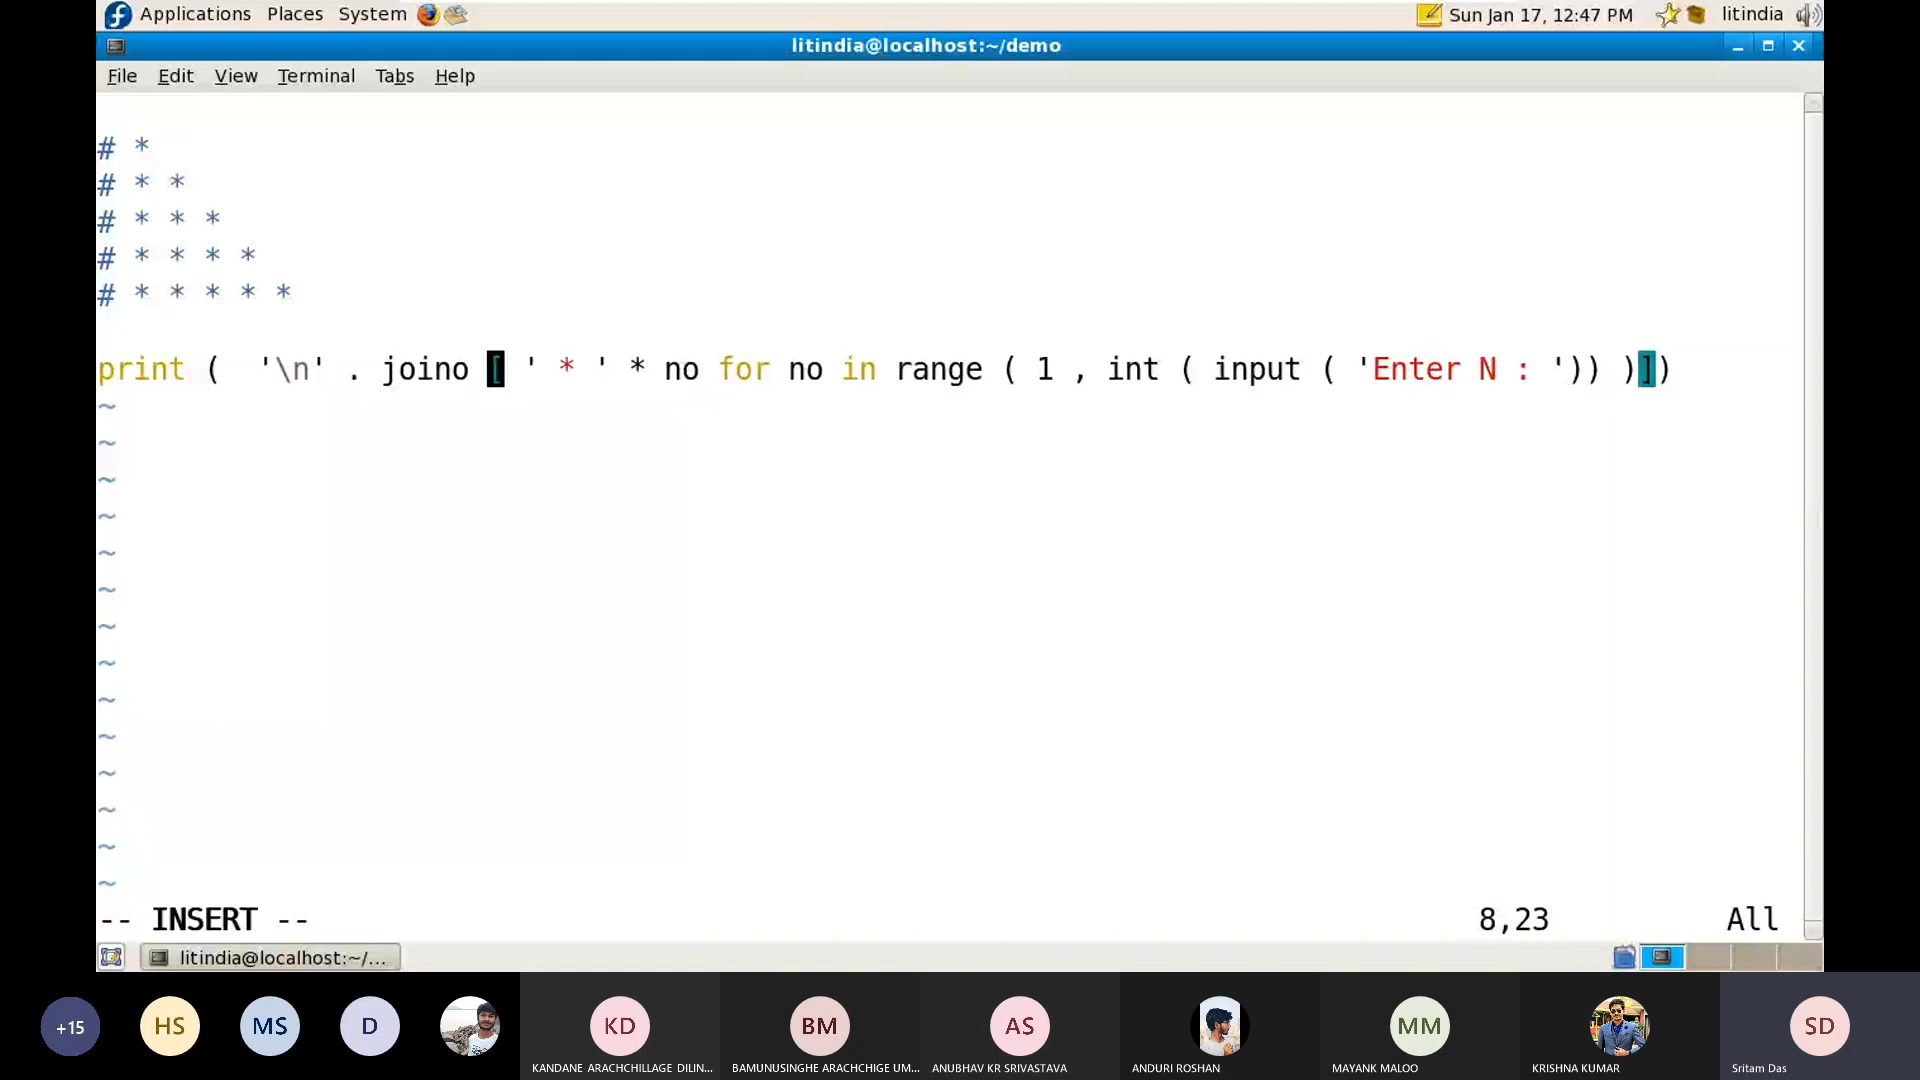 Applications Places System Sun Jan 17, 12:47 PM litindia
litindia@localhost:~/demo
File Edit View Terminal Tabs Help
# *
# * *
# * * *
# * * * *
# * * * * *
print (  '\n' . joino [ ' * ' * no for no in range ( 1 , int ( input ( 'Enter N : ')) )])
~
~
~
~
~
~
~
~
~
~
~
~
~
~
-- INSERT -- 8,23 All
litindia@localhost:~/...
+15 HS MS D KD BM AS MM SD
KANDANE ARACHCHILLAGE DILIN... BAMUNUSINGHE ARACHCHIGE UM... ANUBHAV KR SRIVASTAVA ANDURI ROSHAN MAYANK MALOO KRISHNA KUMAR Sritam Das